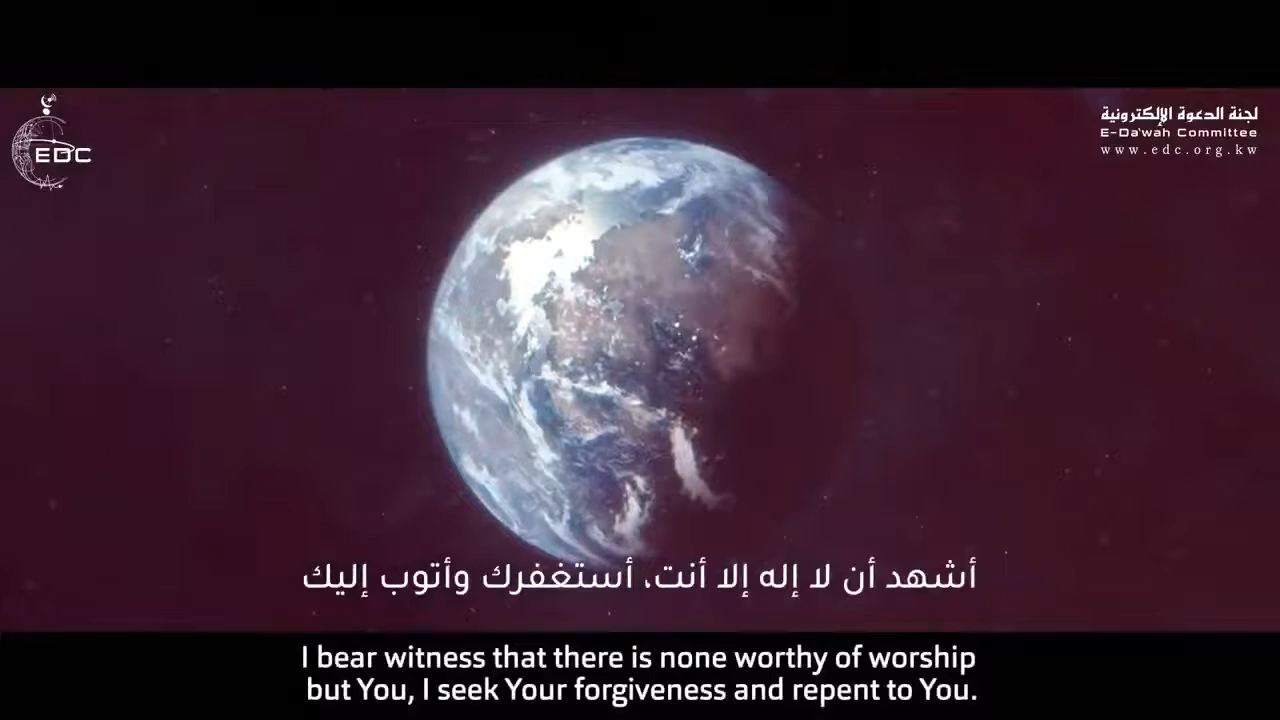 EDC
لجنة الدعوة الإلكترونية
E-Da'wah Committee
www.edc.org.kw
أشهد أن لا إله إلا أنت، أستغفرك وأتوب إليك
I bear witness that there is none worthy of worship
but You, I seek Your forgiveness and repent to You.